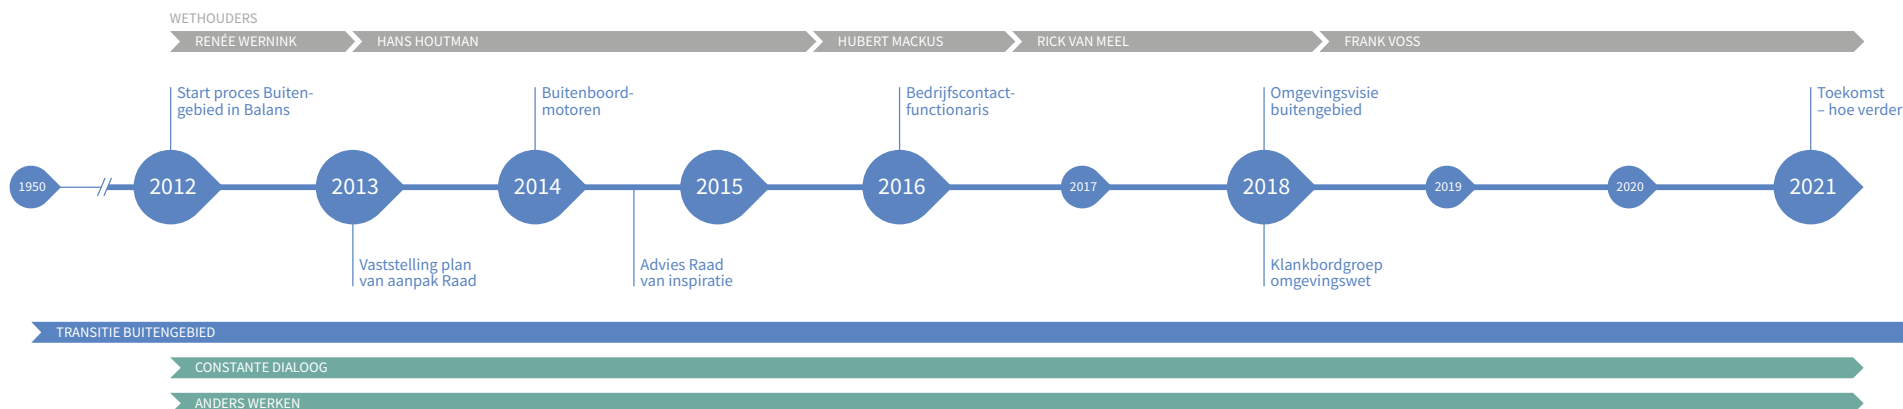 WETHOUDERS
RENÉE WERNINK HANS HOUTMAN HUBERT MACKUS RICK VAN MEEL FRANK VOSS
Start proces Buiten-
gebied in Balans
Buitenboord-
motoren
Bedrijfscontact-
functionaris
Omgevingsvisie
buitengebied
Toekomst
– hoe verder
1950 2012 2013 2014 2015 2016 2017 2018 2019 2020 2021
Vaststelling plan
van aanpak Raad
Advies Raad
van inspiratie
Klankbordgroep
omgevingswet
TRANSITIE BUITENGEBIED
CONSTANTE DIALOOG
ANDERS WERKEN